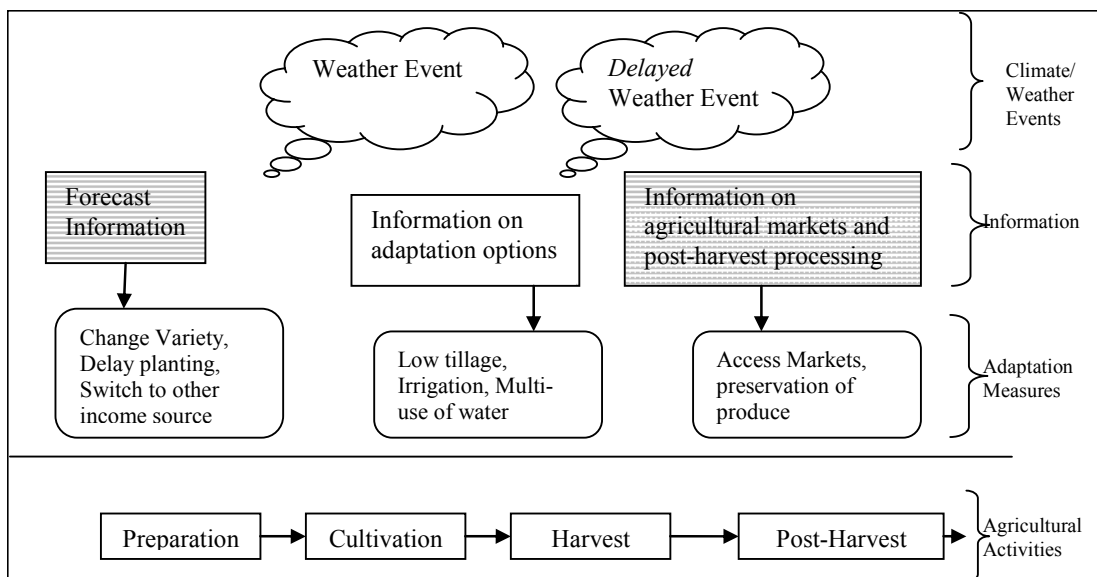 Weather Event
Delayed
Weather Event
Climate/
Weather
Events
Forecast
Information
Information on
adaptation options
Information on
agricultural markets and
post-harvest processing
Information
Change Variety,
Delay planting,
Switch to other
income source
Low tillage,
Irrigation, Multi-
use of water
Access Markets,
preservation of
produce
Adaptation
Measures
Preparation
Cultivation
Harvest
Post-Harvest
Agricultural
Activities